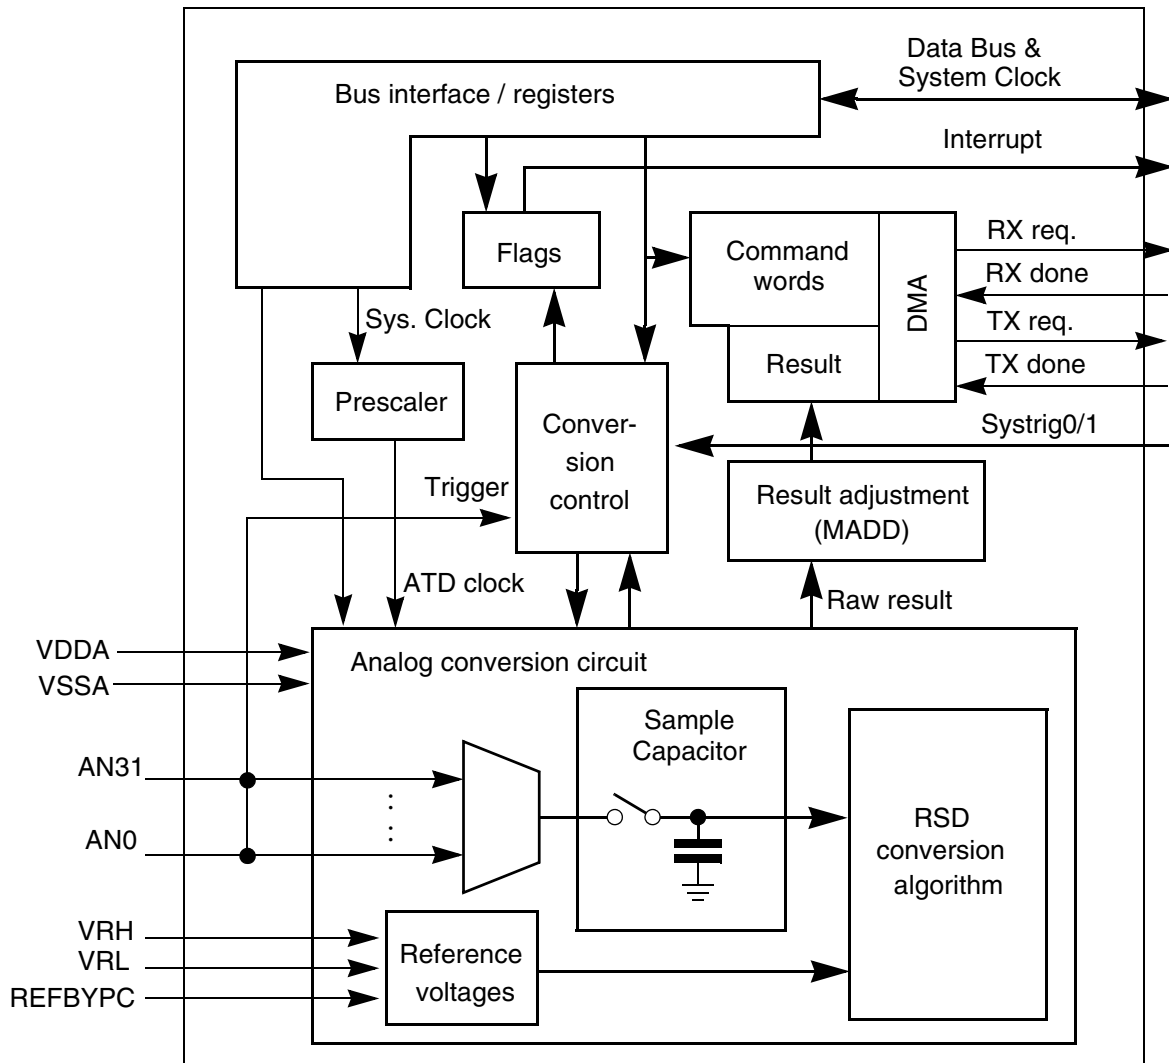 Data Bus &
System Clock
Bus interface / registers
Interrupt
Flags
Command
words
DMA
RX req.
RX done
TX req.
TX done
Sys. Clock
Result
Prescaler
Conver-
sion
control
Systrig0/1
Trigger
Result adjustment
(MADD)
ATD clock
Raw result
VDDA
VSSA
Analog conversion circuit
Sample
Capacitor
AN31
AN0
RSD
conversion
algorithm
VRH
VRL
REFBYPC
Reference
voltages